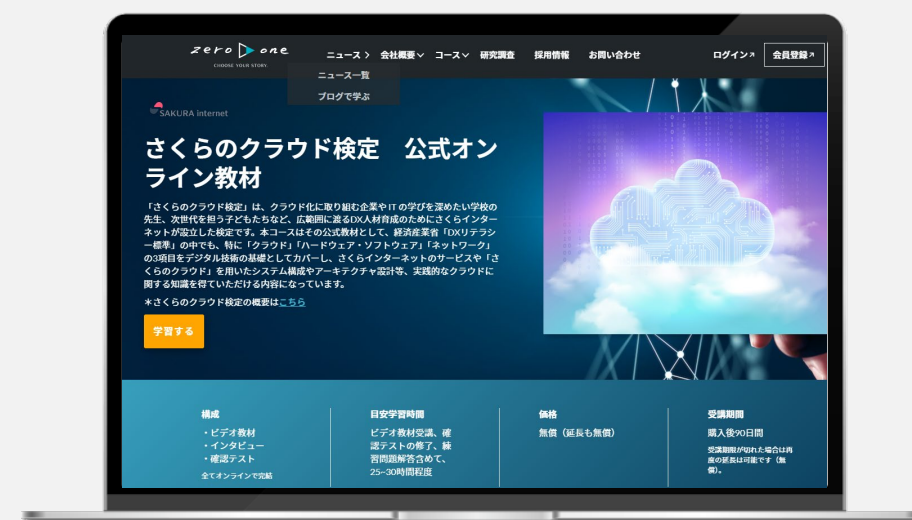 zero one
CHOOSE YOUR STORY
ニュース 会社概要 コース 研究調査 採用情報 お問い合わせ ログイン 会員登録
ニュース一覧
ブログで学ぶ
SAKURA internet
さくらのクラウド検定　公式オン
ライン教材
「さくらのクラウド検定」は、クラウド化に取り組む企業やITの学びを深めたい学校の
先生、次世代を担う子どもたちなど、広範囲に渡るDX人材育成のためにさくらインター
ネットが設立した検定です。本コースはその公式教材として、経済産業省「DXリテラシ
ー標準」の中でも、特に「クラウド」「ハードウェア・ソフトウェア」「ネットワーク」
の3項目をデジタル技術の基礎としてカバーし、さくらインターネットのサービスや「さ
くらのクラウド」を用いたシステム構成やアーキテクチャ設計等、実践的なクラウドに
関する知識を得ていただける内容になっています。
＊さくらのクラウド検定の概要はこちら
学習する
構成
・ビデオ教材
・インタビュー
・確認テスト
全てオンラインで完結
目安学習時間
ビデオ教材受講、確
認テストの修了、練
習問題解答含めて、
25~30時間程度
価格
無償（延長も無償）
受講期間
購入後90日間
受講期限が切れた場合は再
度の延長は可能です（無
償）。